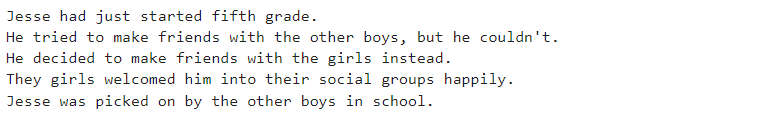 Jesse had just started fifth grade.
He tried to make friends with the other boys, but he couldn't.
He decided to make friends with the girls instead.
They girls welcomed him into their social groups happily.
Jesse was picked on by the other boys in school.